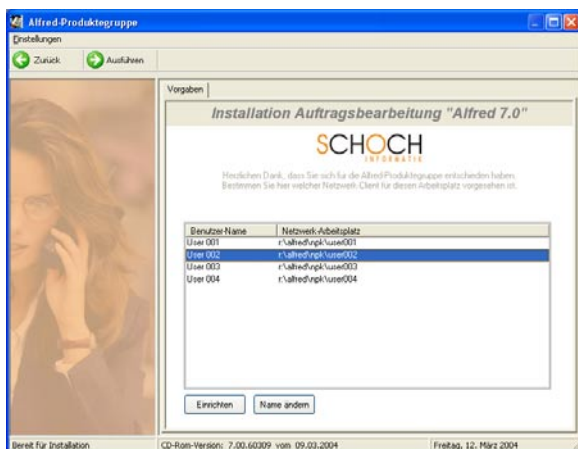 Alfred-Produktegruppe
Einstellungen
Zurück Ausführen
Vorgaben
Installation Auftragsbearbeitung "Alfred 7.0"
SCHOCH
INFORMATIK
Herzlichen Dank, dass Sie sich für die Alfred-Produktegruppe entschieden haben.
Bestimmen Sie hier welcher Netzwerk Client für diesen Arbeitsplatz vorgesehen ist.
Benutzer-Name Netzwerk-Arbeitsplatz
User 001 r:\alfred\npk\user001
User 002 r:\alfred\npk\user002
User 003 r:\alfred\npk\user003
User 004 r:\alfred\npk\user004
Einrichten Name ändern
Bereit für Installation CD-Rom-Version: 7.00.60309 vom 09.03.2004 Freitag, 12. März 2004